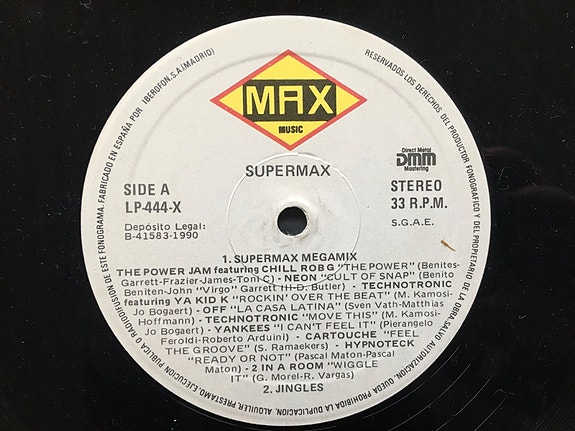 FABRICADO EN ESPAÑA POR IBEROFON, S.A. (MADRID)
RESERVADOS LOS DERECHOS DEL PRODUCTOR FONOGRAFICO Y DEL PROPIETARIO DE LA OBRA. SALVO AUTORIZACION, QUEDA PROHIBIDA LA DUPLICACION, ALQUILER, PRESTAMO, EJECUCION PUBLICA O RADIODIFUSION DE ESTE FONOGRAMA.
MAX
MUSIC
SUPERMAX
Direct Metal
DMM
Mastering
SIDE A
LP-444-X
STEREO
33 R.P.M.
Depósito Legal:
B-41583-1990
S.G.A.E.
1. SUPERMAX MEGAMIX
THE POWER JAM featuring CHILL ROB G "THE POWER" (Benites-
Garrett-Frazier-James-Toni C) - NEON "CULT OF SNAP" (Benito
Beniten-John "Virgo" Garrett III-D. Butler) - TECHNOTRONIC
featuring YA KID K "ROCKIN' OVER THE BEAT" (M. Kamosi-
Jo Bogaert) - OFF "LA CASA LATINA" (Sven Vath-Matthias
Hoffmann) - TECHNOTRONIC "MOVE THIS" (M. Kamosi-
Jo Bogaert) - YANKEES "I CAN'T FEEL IT" (Pierangelo
Feroldi-Roberto Arduini) - CARTOUCHE "FEEL
THE GROOVE" (S. Ramaekers) - HYPNOTECK
"READY OR NOT" (Pascal Maton-Pascal
Maton) - 2 IN A ROOM "WIGGLE
IT" (G. Morel-R. Vargas)
2. JINGLES